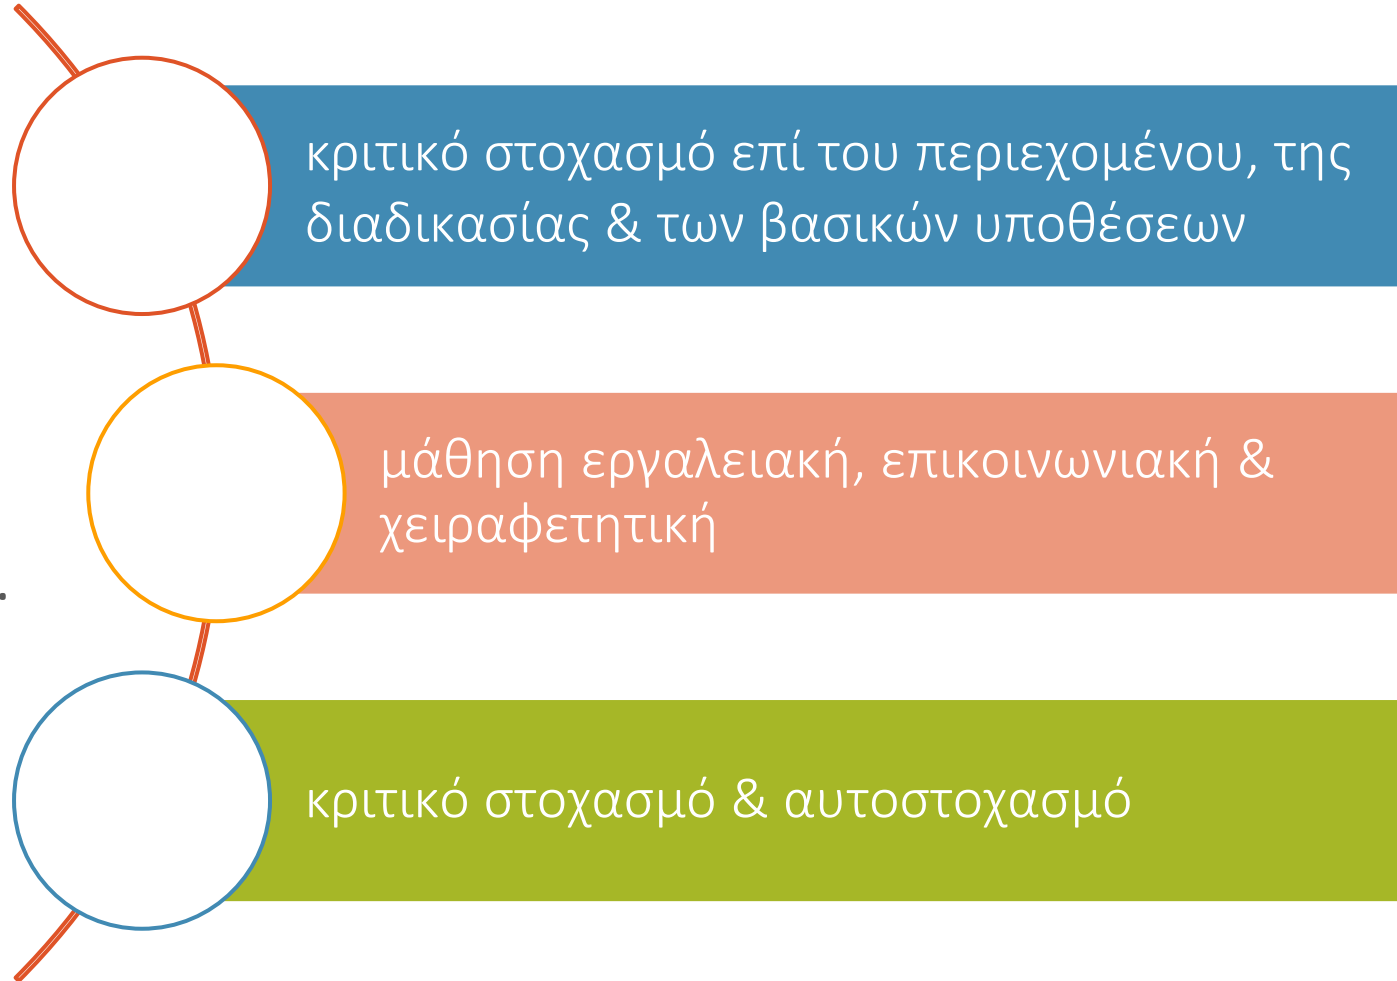 κριτικό στοχασμό επί του περιεχομένου, της
διαδικασίας & των βασικών υποθέσεων
μάθηση εργαλειακή, επικοινωνιακή &
χειραφετητική
κριτικό στοχασμό & αυτοστοχασμό